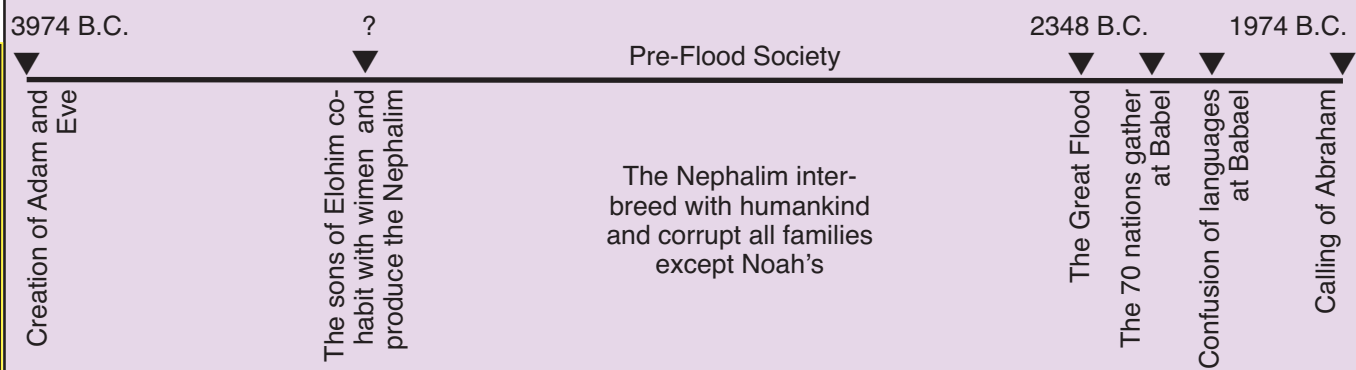 3974 B.C.
?
2348 B.C.
1974 B.C.
Pre-Flood Society
Creation of Adam and
Eve
The sons of Elohim co-
habit with wimen and
produce the Nephalim
The Nephalim inter-
breed with humankind
and corrupt all families
except Noah's
The Great Flood
The 70 nations gather
at Babel
Confusion of languages
at Babael
Calling of Abraham